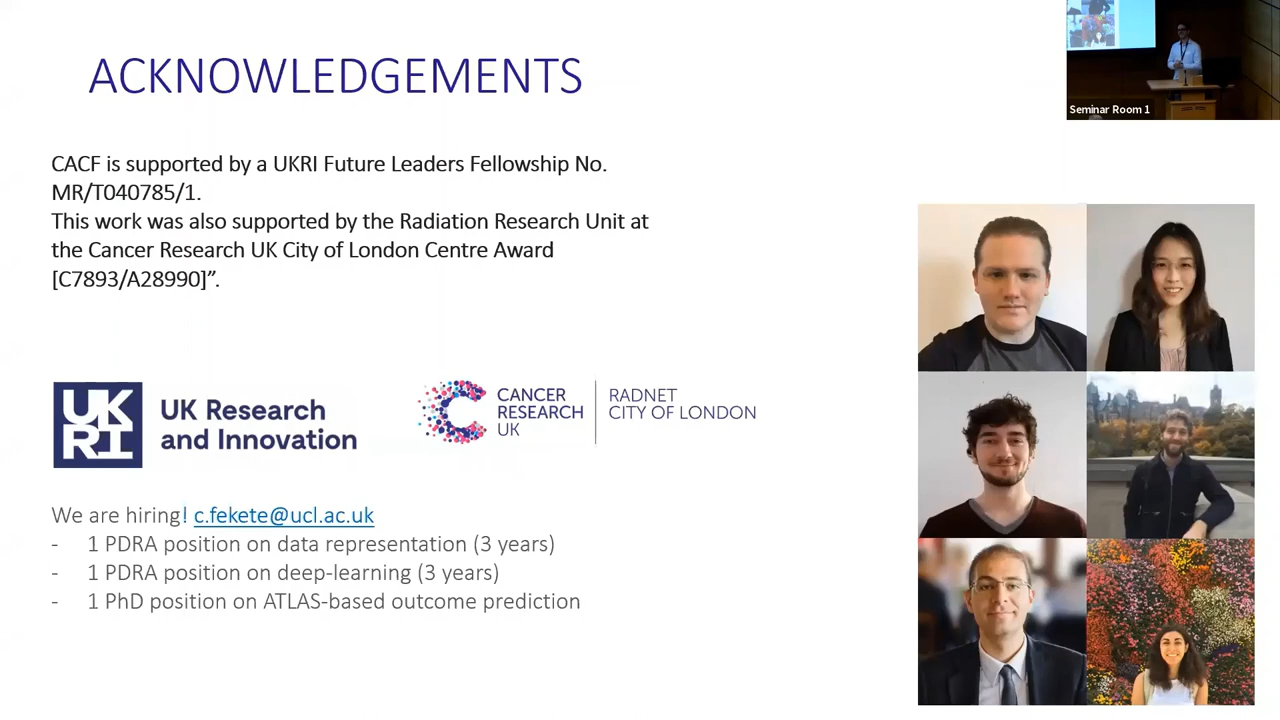 ACKNOWLEDGEMENTS
Seminar Room 1
CACF is supported by a UKRI Future Leaders Fellowship No.
MR/T040785/1.
This work was also supported by the Radiation Research Unit at
the Cancer Research UK City of London Centre Award
[C7893/A28990]”.
UK
RI
UK Research
and Innovation
CANCER
RESEARCH
UK
RADNET
CITY OF LONDON
We are hiring! c.fekete@ucl.ac.uk
- 1 PDRA position on data representation (3 years)
- 1 PDRA position on deep-learning (3 years)
- 1 PhD position on ATLAS-based outcome prediction